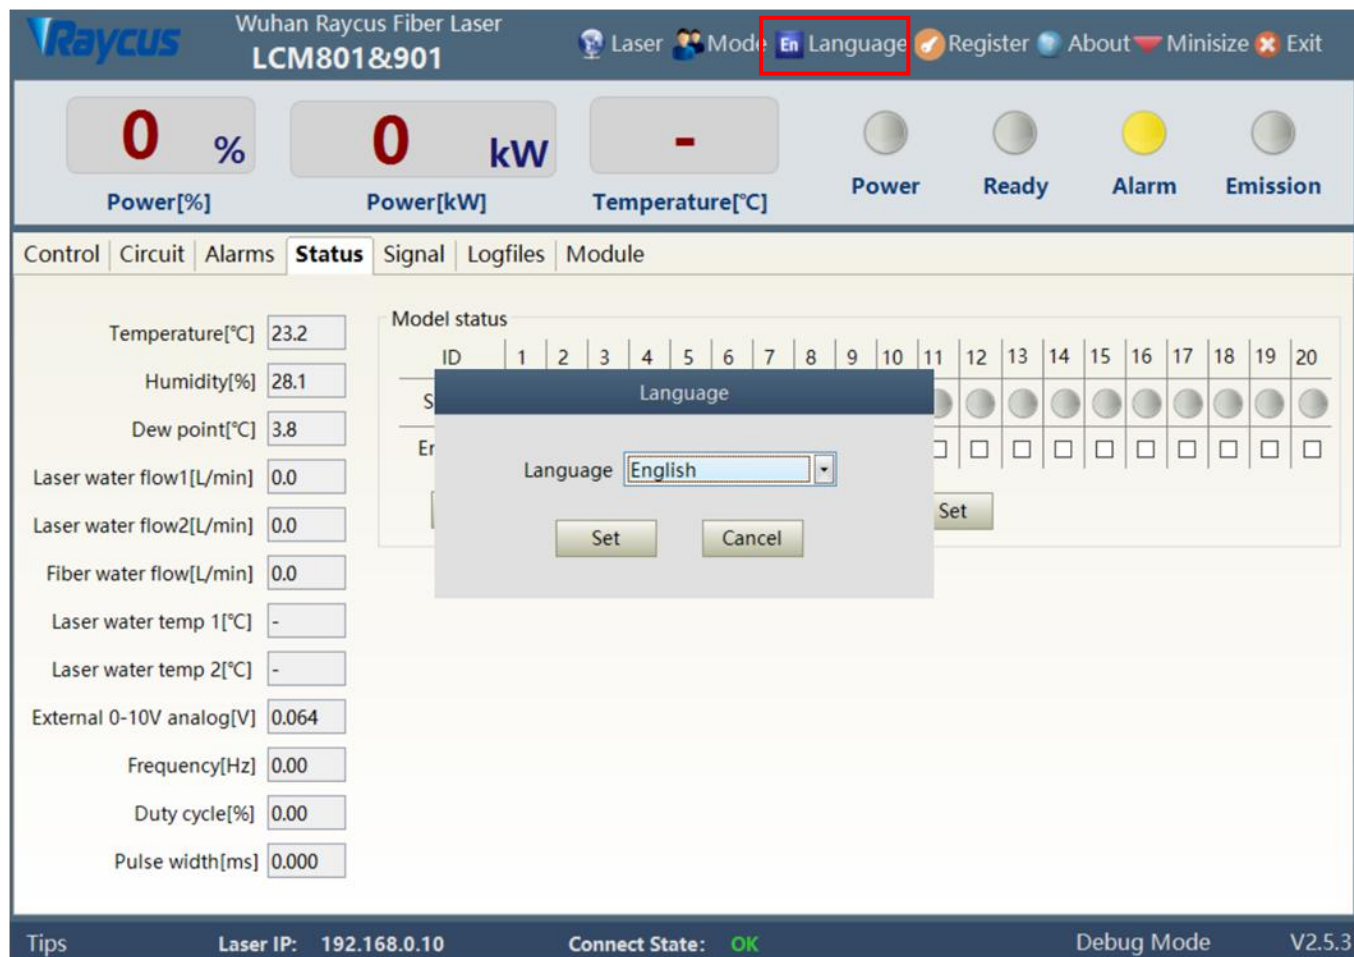 Raycus
Wuhan Raycus Fiber Laser
LCM801&901
Laser Mode En Language Register About Minisize Exit
0 %
0 kW
-
Power[%]
Power[kW]
Temperature[℃]
Power
Ready
Alarm
Emission
Control Circuit Alarms Status Signal Logfiles Module
Temperature[℃] 23.2
Humidity[%] 28.1
Dew point[℃] 3.8
Laser water flow1[L/min] 0.0
Laser water flow2[L/min] 0.0
Fiber water flow[L/min] 0.0
Laser water temp 1[℃] -
Laser water temp 2[℃] -
External 0-10V analog[V] 0.064
Frequency[Hz] 0.00
Duty cycle[%] 0.00
Pulse width[ms] 0.000
Model status
ID 1 2 3 4 5 6 7 8 9 10 11 12 13 14 15 16 17 18 19 20
Set
Language
Language English
Set Cancel
Tips Laser IP: 192.168.0.10 Connect State: OK Debug Mode V2.5.3